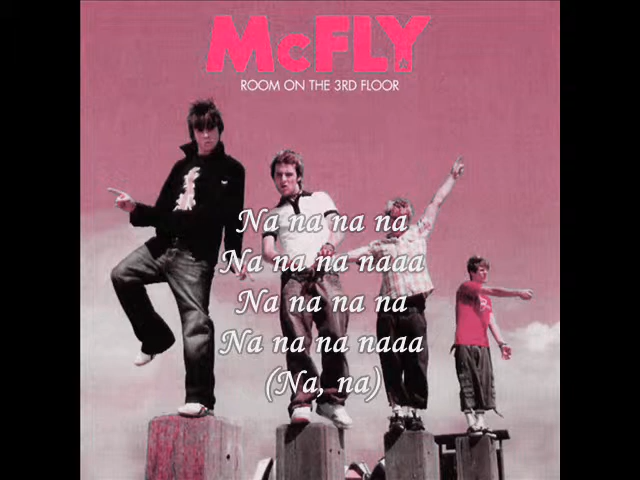 McFLY
ROOM ON THE 3RD FLOOR
Na na na na
Na na na naaa
Na na na na
Na na na naaa
(Na, na)